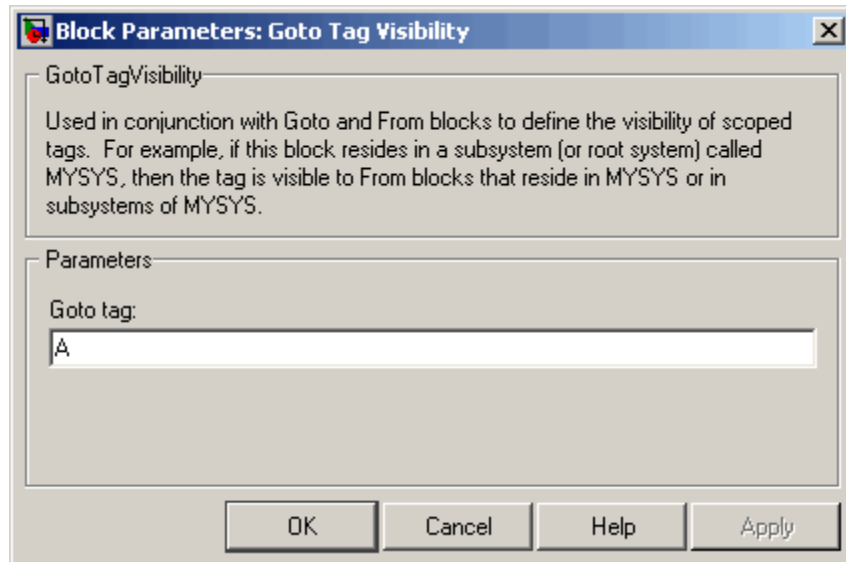 Block Parameters: Goto Tag Visibility
GotoTagVisibility
Used in conjunction with Goto and From blocks to define the visibility of scoped
tags.  For example, if this block resides in a subsystem (or root system) called
MYSYS, then the tag is visible to From blocks that reside in MYSYS or in
subsystems of MYSYS.
Parameters
Goto tag:
A
OK Cancel Help Apply